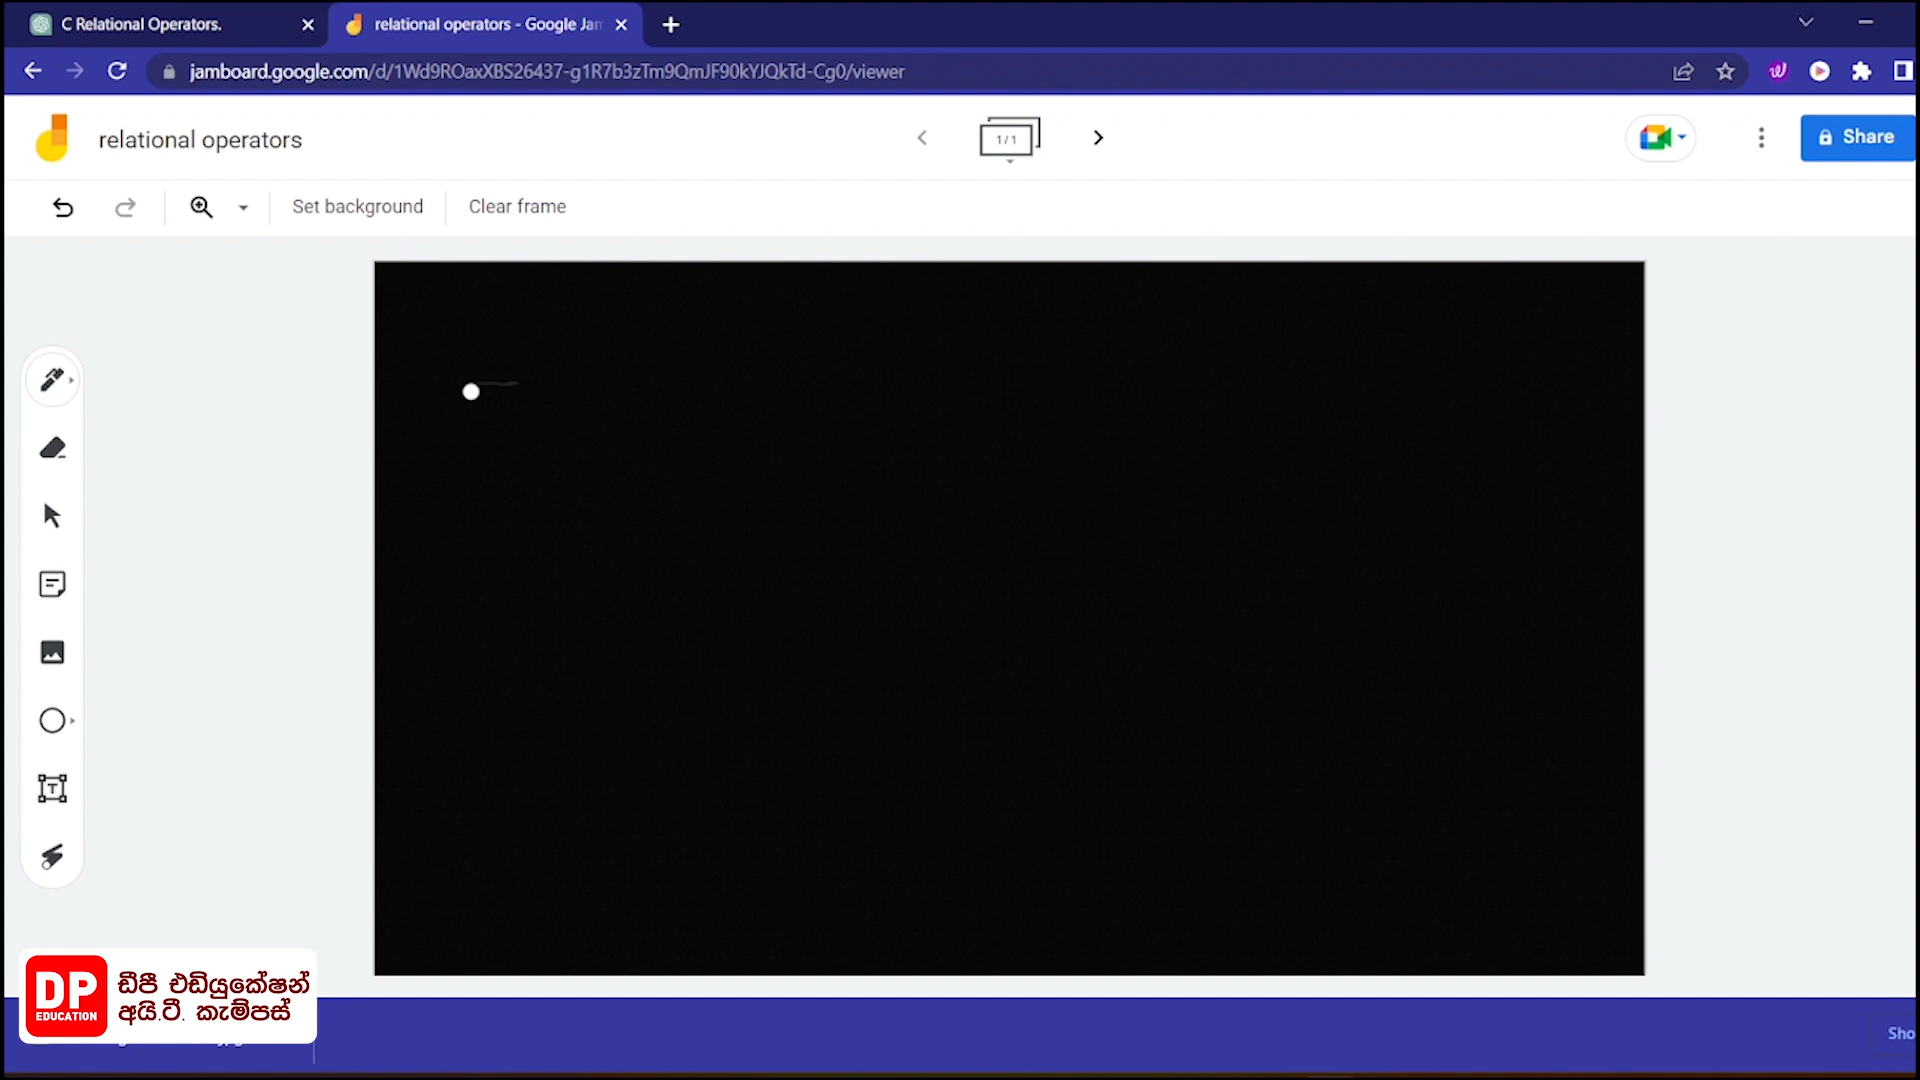 C Relational Operators.
relational operators - Google Jam
jamboard.google.com/d/1Wd9ROaxXBS26437-g1R7b3zTm9QmJF90kYJQkTd-Cg0/viewer
relational operators
1/1
Share
Set background
Clear frame
DP
EDUCATION
ඩීපී එඩියුකේෂන්
අයි.ටී. කැම්පස්
Sho